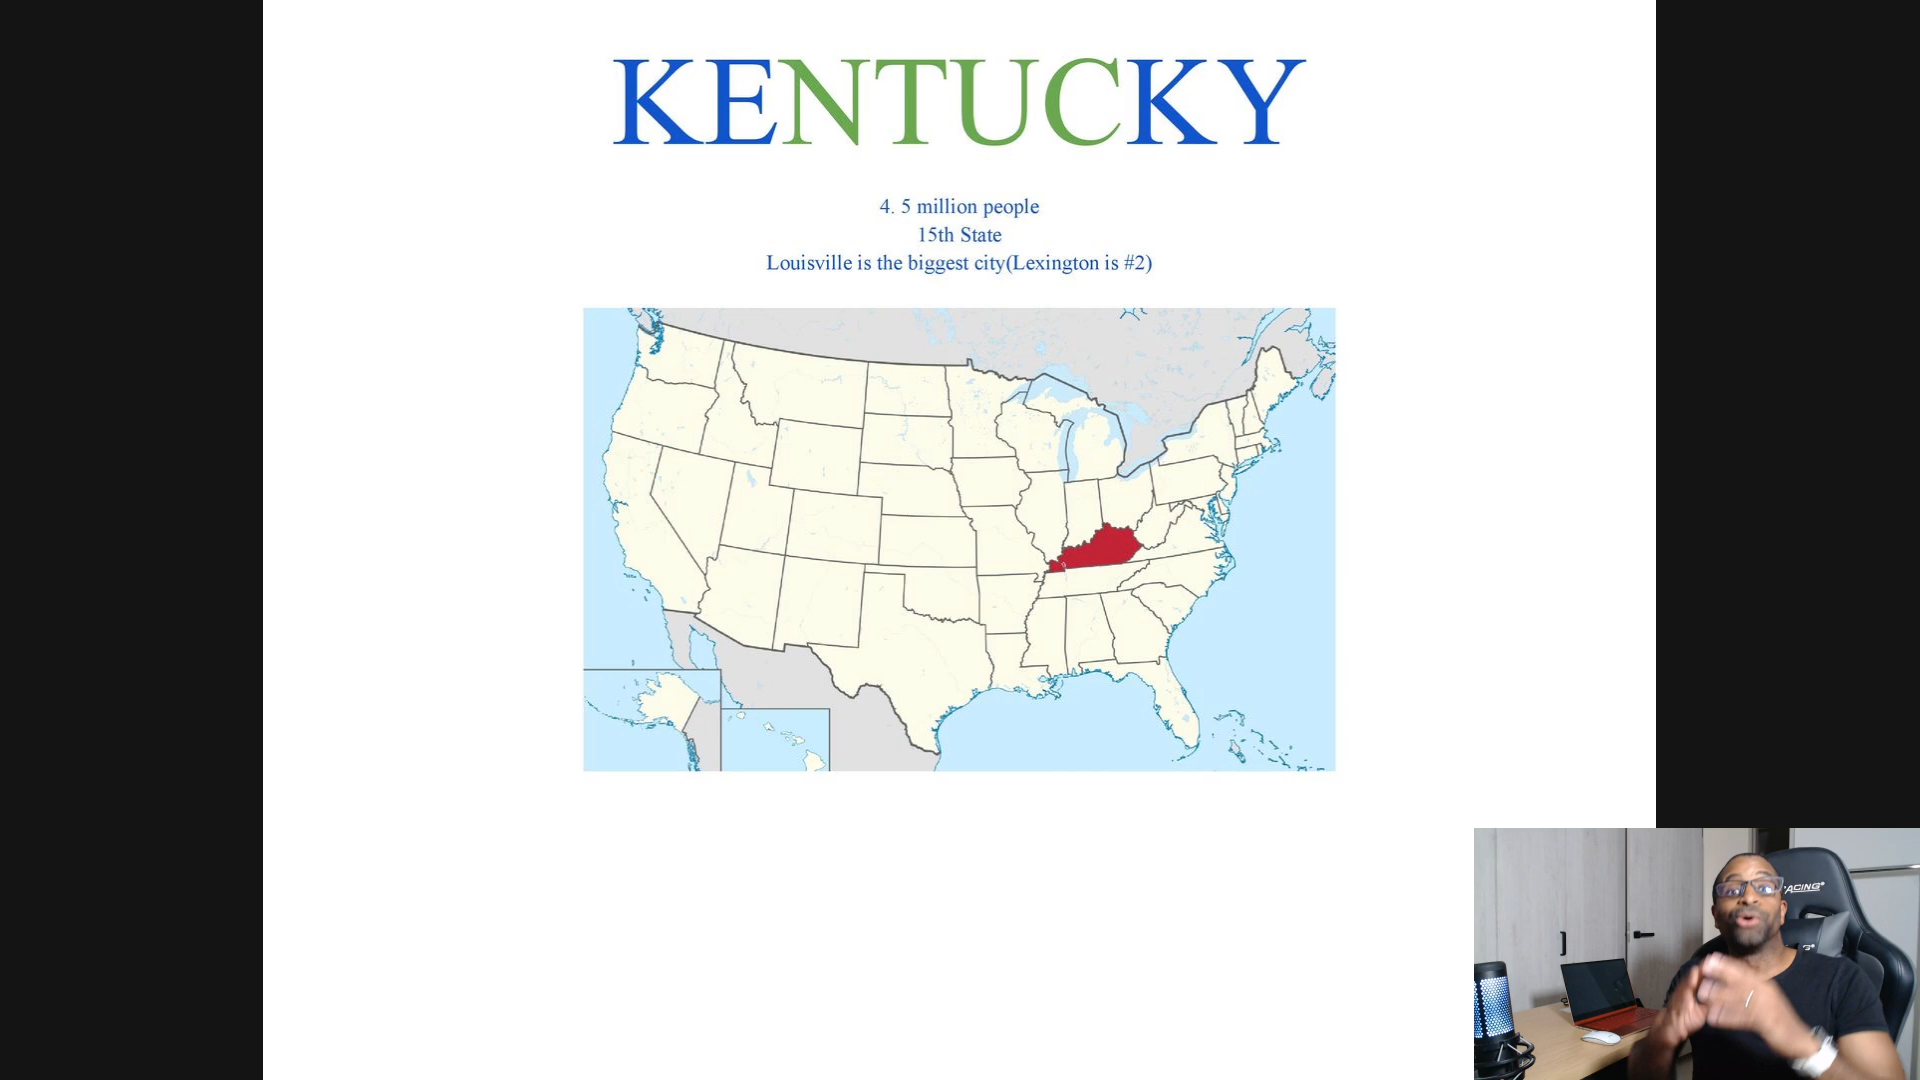 KENTUCKY
4. 5 million people
15th State
Louisville is the biggest city(Lexington is #2)